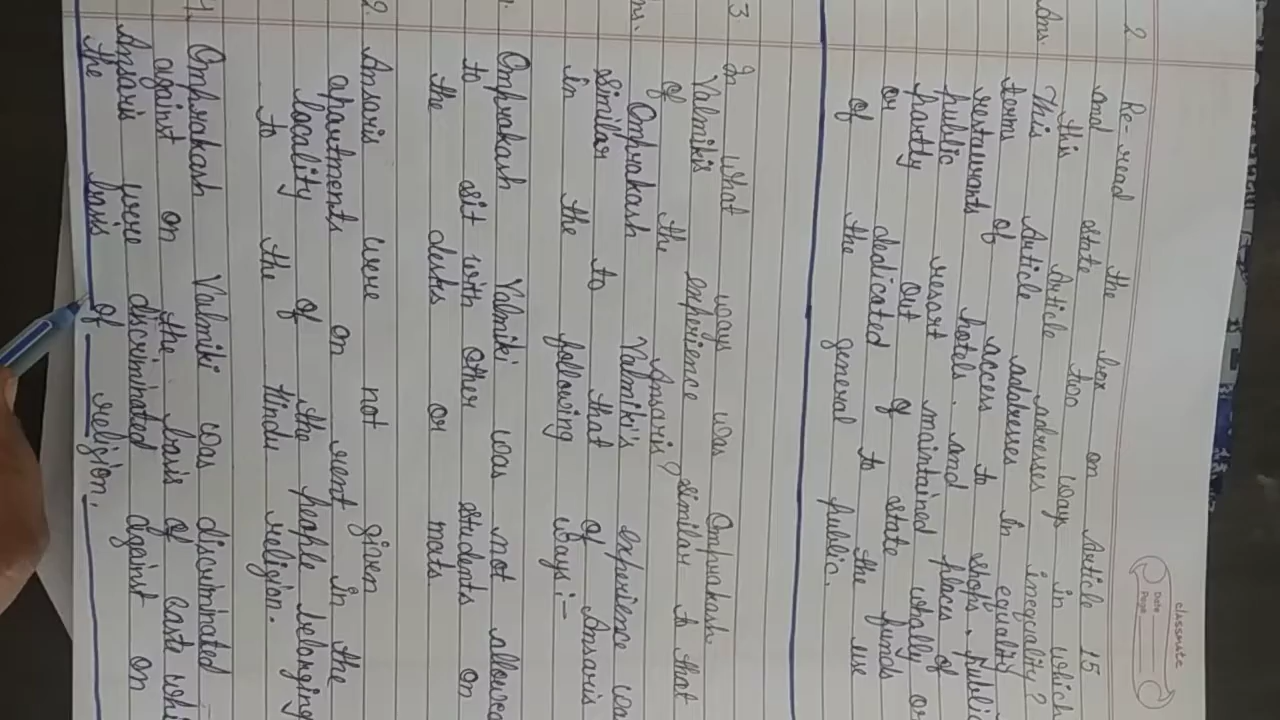 classmate
Date
Page
2. Re-read the box on Article 15
and state two ways in which
this Article adresses inequality?
Ans. This Article addresses in equality
terms of access to shops, public
restaurants hotels. and places of
public resort maintained wholly or
partly out of state funds
or dedicated to the use
of the general public.
3 In what ways was Omprakash
Valmikis experience similar to that
of the Ansaris?
ns. Omprakash Valmiki's experience wa
similar to that of Ansaris
in the following ways:-
1. Omprakash Valmiki was not allowed
to sit with other students on
the desks or mats
2. Ansaris were not given
apartments on rent in the
locality of the people belonging
to the Hindu religion.
Omprakash Valmiki was discriminated
against on the basis of caste whi
Ansaris were discriminated against on
the basis of religion.